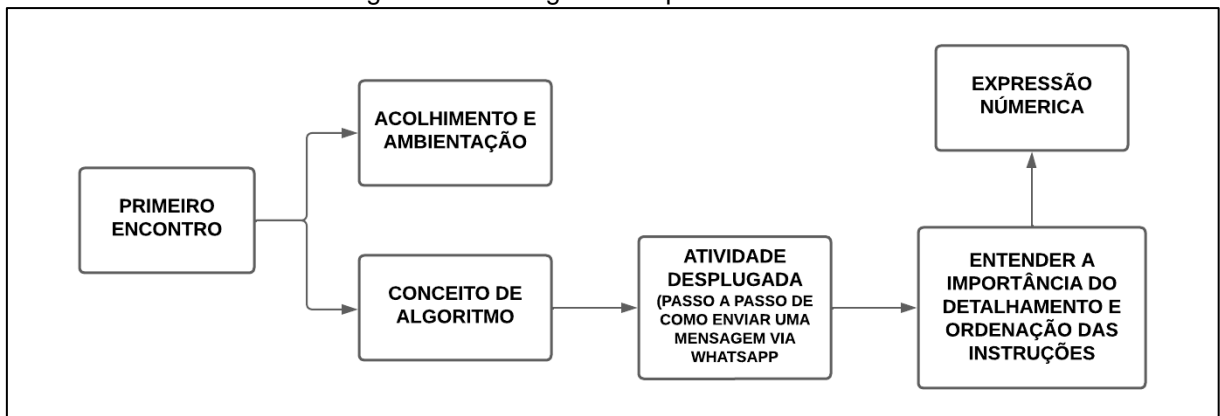 PRIMEIRO
ENCONTRO
ACOLHIMENTO E
AMBIENTAÇÃO
CONCEITO DE
ALGORITMO
ATIVIDADE
DESPLUGADA
(PASSO A PASSO DE
COMO ENVIAR UMA
MENSAGEM VIA
WHATSAPP
ENTENDER A
IMPORTÂNCIA DO
DETALHAMENTO E
ORDENAÇÃO DAS
INSTRUÇÕES
EXPRESSÃO
NÚMERICA